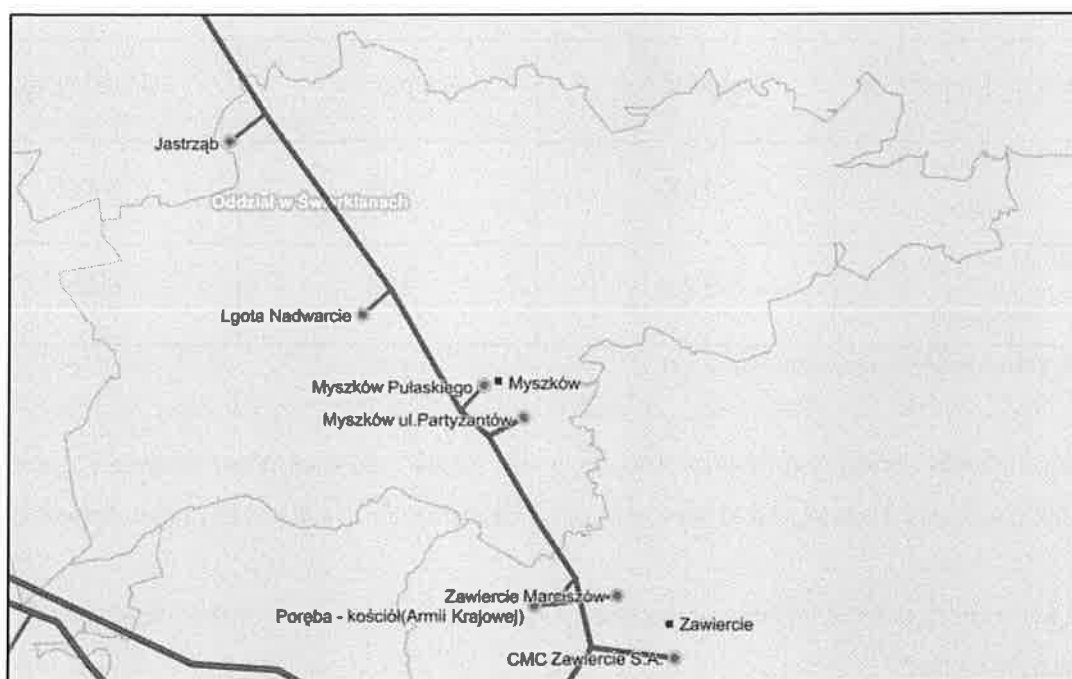 Jastrząb
Oddział w Świerklanach
Lgota Nadwarcie
Myszków Pułaskiego
Myszków
Myszków ul.Partyzantów
Zawiercie Marciszów
Poręba - kościół(Armii Krajowej)
Zawiercie
CMC Zawiercie S.A.